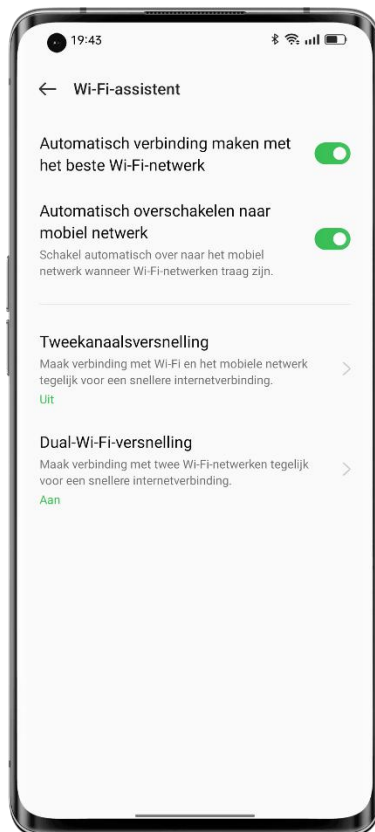 19:43
Wi-Fi-assistent
Automatisch verbinding maken met
het beste Wi-Fi-netwerk
Automatisch overschakelen naar
mobiel netwerk
Schakel automatisch over naar het mobiel
netwerk wanneer Wi-Fi-netwerken traag zijn.
Tweekanaalsversnelling
Maak verbinding met Wi-Fi en het mobiele netwerk
tegelijk voor een snellere internetverbinding.
Uit
Dual-Wi-Fi-versnelling
Maak verbinding met twee Wi-Fi-netwerken tegelijk
voor een snellere internetverbinding.
Aan